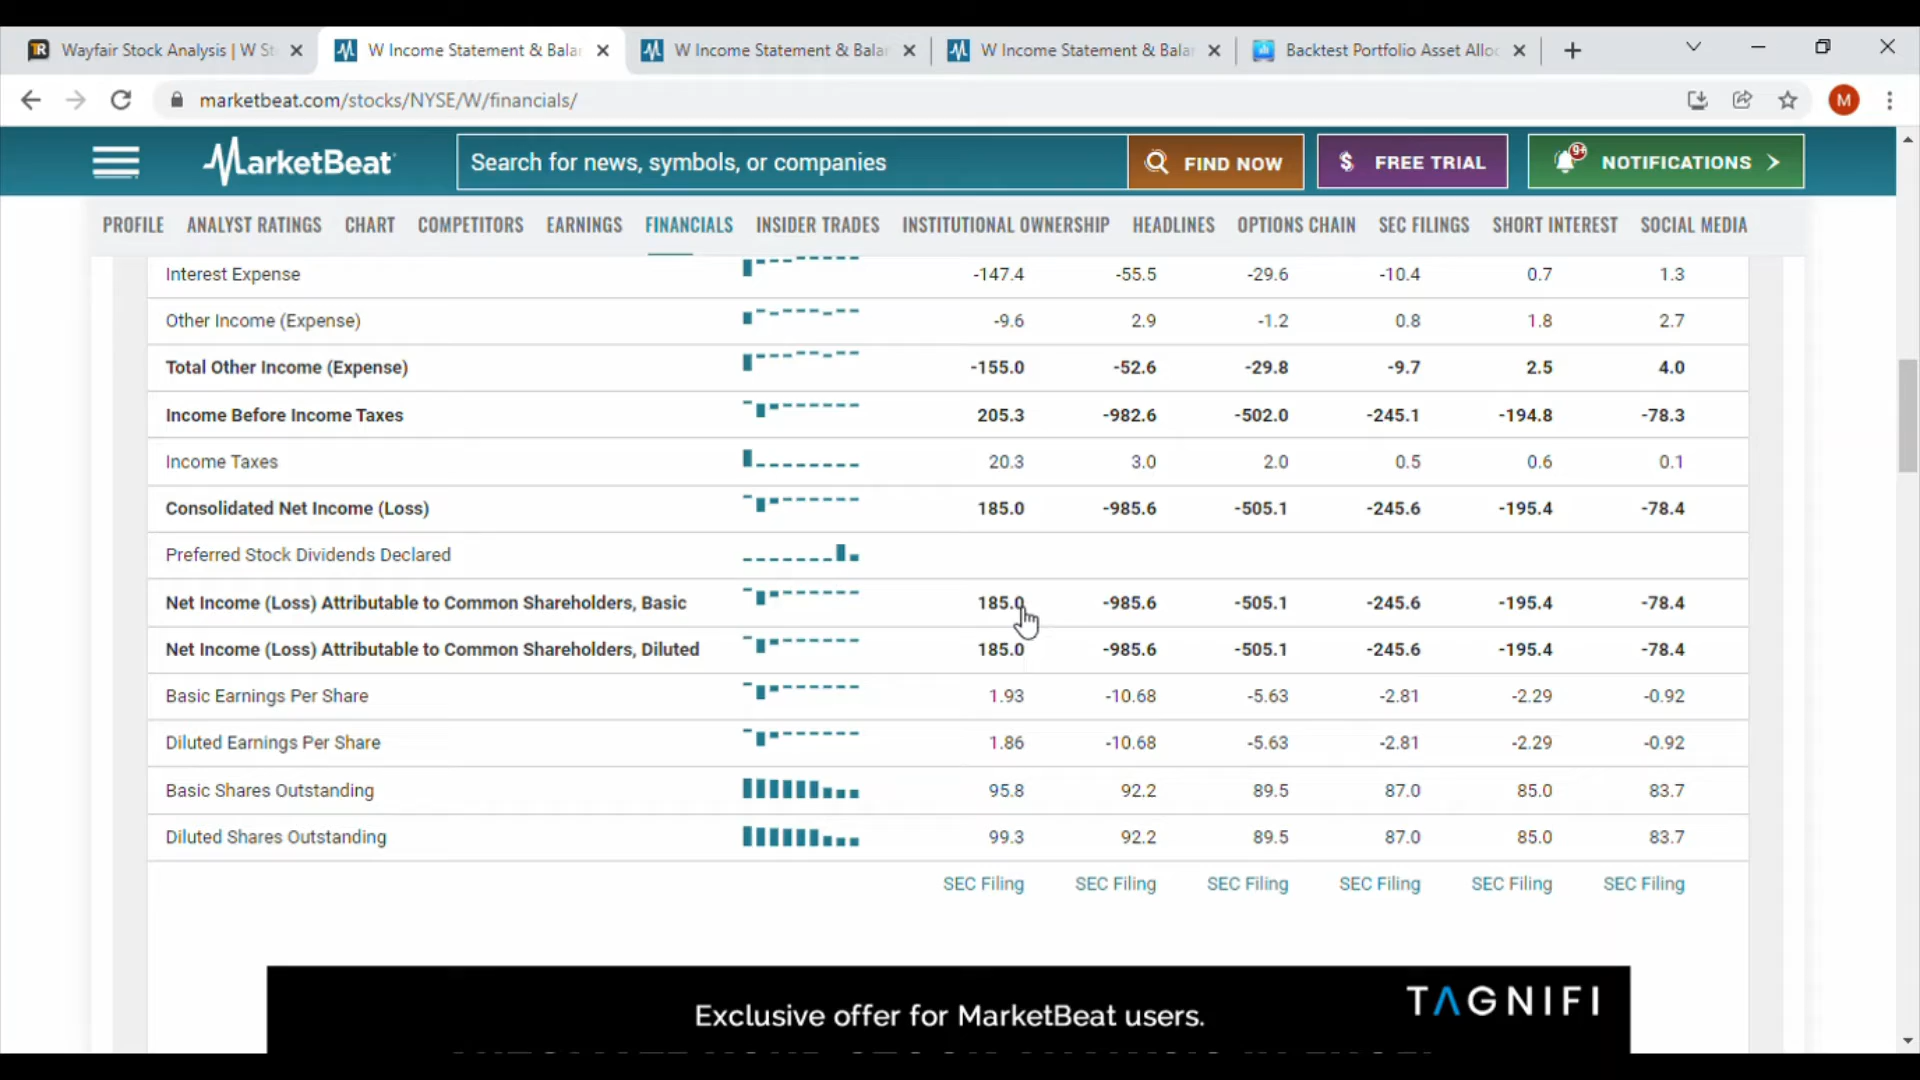 Wayfair Stock Analysis | W St
W Income Statement & Balan
W Income Statement & Balan
W Income Statement & Balan
Backtest Portfolio Asset Alloc
marketbeat.com/stocks/NYSE/W/financials/
M
MarketBeat
Search for news, symbols, or companies
FIND NOW
$ FREE TRIAL
9+
NOTIFICATIONS
PROFILE ANALYST RATINGS CHART COMPETITORS EARNINGS FINANCIALS INSIDER TRADES INSTITUTIONAL OWNERSHIP HEADLINES OPTIONS CHAIN SEC FILINGS SHORT INTEREST SOCIAL MEDIA
Interest Expense -147.4 -55.5 -29.6 -10.4 0.7 1.3
Other Income (Expense) -9.6 2.9 -1.2 0.8 1.8 2.7
Total Other Income (Expense) -155.0 -52.6 -29.8 -9.7 2.5 4.0
Income Before Income Taxes 205.3 -982.6 -502.0 -245.1 -194.8 -78.3
Income Taxes 20.3 3.0 2.0 0.5 0.6 0.1
Consolidated Net Income (Loss) 185.0 -985.6 -505.1 -245.6 -195.4 -78.4
Preferred Stock Dividends Declared
Net Income (Loss) Attributable to Common Shareholders, Basic 185.0 -985.6 -505.1 -245.6 -195.4 -78.4
Net Income (Loss) Attributable to Common Shareholders, Diluted 185.0 -985.6 -505.1 -245.6 -195.4 -78.4
Basic Earnings Per Share 1.93 -10.68 -5.63 -2.81 -2.29 -0.92
Diluted Earnings Per Share 1.86 -10.68 -5.63 -2.81 -2.29 -0.92
Basic Shares Outstanding 95.8 92.2 89.5 87.0 85.0 83.7
Diluted Shares Outstanding 99.3 92.2 89.5 87.0 85.0 83.7
SEC Filing SEC Filing SEC Filing SEC Filing SEC Filing SEC Filing
Exclusive offer for MarketBeat users.
TAGNIFI